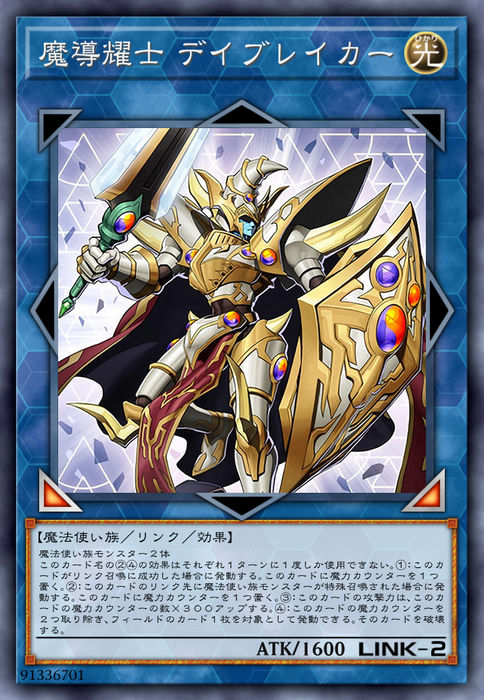 魔導耀士 デイブレイカー
光
ひかり
【魔法使い族／リンク／効果】
魔法使い族モンスター２体
このカード名の②④の効果はそれぞれ１ターンに１度しか使用できない。①：このカ
ードがリンク召喚に成功した場合に発動する。このカードに魔力カウンターを１つ
置く。②：このカードのリンク先に魔法使い族モンスターが特殊召喚された場合に発
動する。このカードに魔力カウンターを１つ置く。③：このカードの攻撃力は、このカ
ードの魔力カウンターの数×３００アップする。④：このカードの魔力カウンターを
２つ取り除き、フィールドのカード１枚を対象として発動できる。そのカードを破壊
する。
ATK/1600 LINK-2
91336701